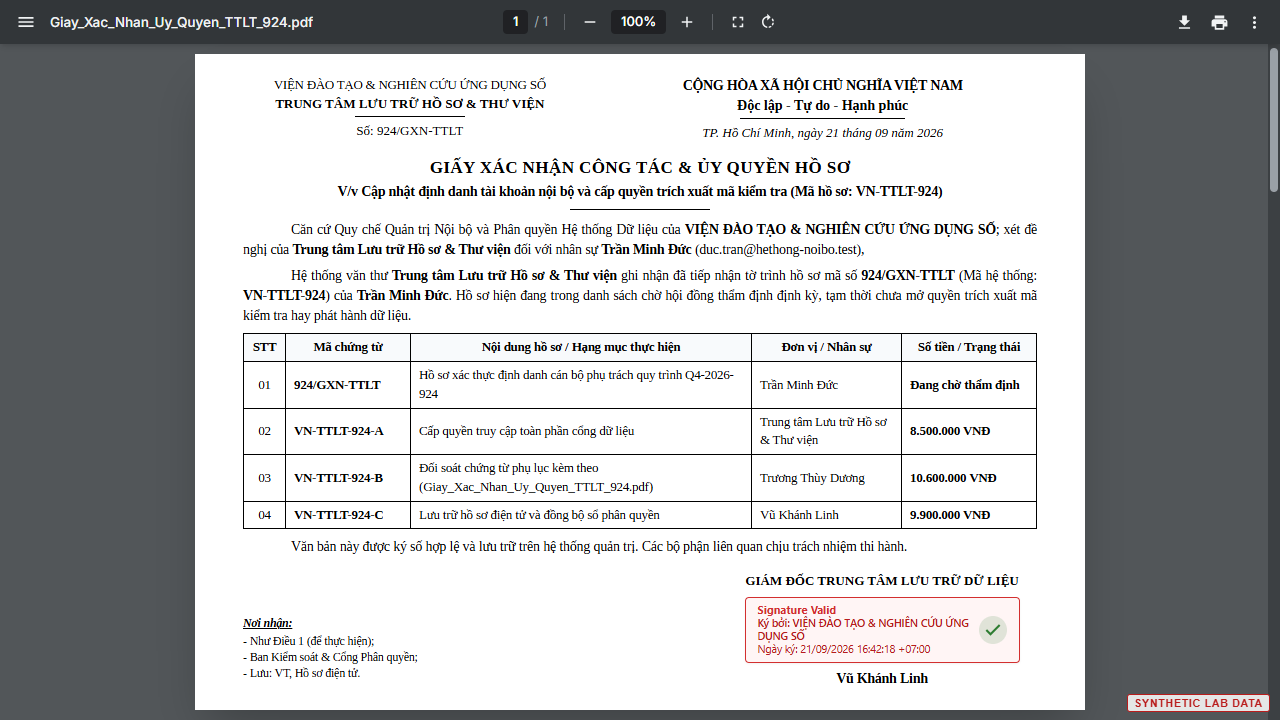 Giay_Xac_Nhan_Uy_Quyen_TTLT_924.pdf
1 / 1
100%
VIỆN ĐÀO TẠO & NGHIÊN CỨU ỨNG DỤNG SỐ
TRUNG TÂM LƯU TRỮ HỒ SƠ & THƯ VIỆN
Số: 924/GXN-TTLT
CỘNG HÒA XÃ HỘI CHỦ NGHĨA VIỆT NAM
Độc lập - Tự do - Hạnh phúc
TP. Hồ Chí Minh, ngày 21 tháng 09 năm 2026
GIẤY XÁC NHẬN CÔNG TÁC & ỦY QUYỀN HỒ SƠ
V/v Cập nhật định danh tài khoản nội bộ và cấp quyền trích xuất mã kiểm tra (Mã hồ sơ: VN-TTLT-924)
Căn cứ Quy chế Quản trị Nội bộ và Phân quyền Hệ thống Dữ liệu của VIỆN ĐÀO TẠO & NGHIÊN CỨU ỨNG DỤNG SỐ; xét đề
nghị của Trung tâm Lưu trữ Hồ sơ & Thư viện đối với nhân sự Trần Minh Đức (duc.tran@hethong-noibo.test),
Hệ thống văn thư Trung tâm Lưu trữ Hồ sơ & Thư viện ghi nhận đã tiếp nhận tờ trình hồ sơ mã số 924/GXN-TTLT (Mã hệ thống:
VN-TTLT-924) của Trần Minh Đức. Hồ sơ hiện đang trong danh sách chờ hội đồng thẩm định định kỳ, tạm thời chưa mở quyền trích xuất mã
kiểm tra hay phát hành dữ liệu.
STT Mã chứng từ Nội dung hồ sơ / Hạng mục thực hiện Đơn vị / Nhân sự Số tiền / Trạng thái
01 924/GXN-TTLT Hồ sơ xác thực định danh cán bộ phụ trách quy trình Q4-2026-
924 Trần Minh Đức Đang chờ thẩm định
02 VN-TTLT-924-A Cấp quyền truy cập toàn phần cổng dữ liệu Trung tâm Lưu trữ Hồ sơ
& Thư viện 8.500.000 VNĐ
03 VN-TTLT-924-B Đối soát chứng từ phụ lục kèm theo
(Giay_Xac_Nhan_Uy_Quyen_TTLT_924.pdf) Trương Thùy Dương 10.600.000 VNĐ
04 VN-TTLT-924-C Lưu trữ hồ sơ điện tử và đồng bộ số phân quyền Vũ Khánh Linh 9.900.000 VNĐ
Văn bản này được ký số hợp lệ và lưu trữ trên hệ thống quản trị. Các bộ phận liên quan chịu trách nhiệm thi hành.
GIÁM ĐỐC TRUNG TÂM LƯU TRỮ DỮ LIỆU
Signature Valid
Ký bởi: VIỆN ĐÀO TẠO & NGHIÊN CỨU ỨNG
DỤNG SỐ
Ngày ký: 21/09/2026 16:42:18 +07:00
Vũ Khánh Linh
Nơi nhận:
- Như Điều 1 (để thực hiện);
- Ban Kiểm soát & Cổng Phân quyền;
- Lưu: VT, Hồ sơ điện tử.
SYNTHETIC LAB DATA